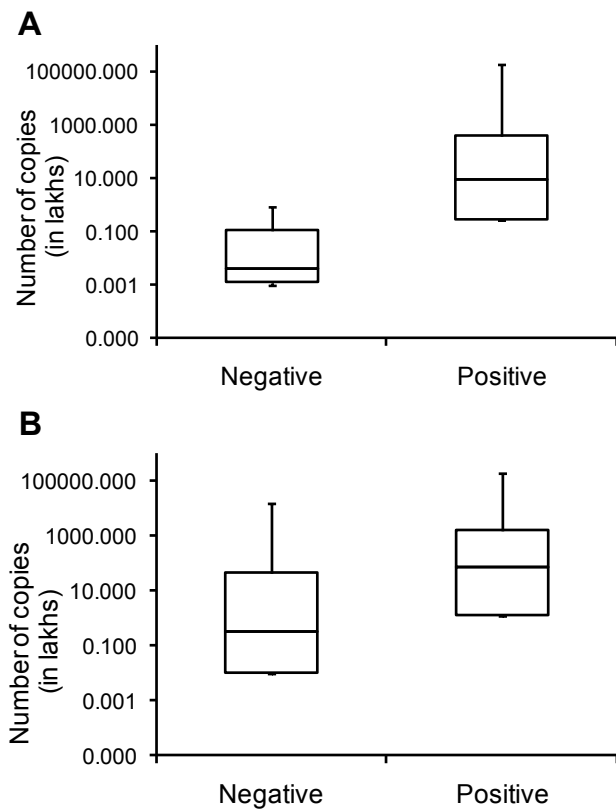 A
Number of copies
(in lakhs)
100000.000
1000.000
10.000
0.100
0.001
0.000
Negative
Positive
B
Number of copies
(in lakhs)
100000.000
1000.000
10.000
0.100
0.001
0.000
Negative
Positive